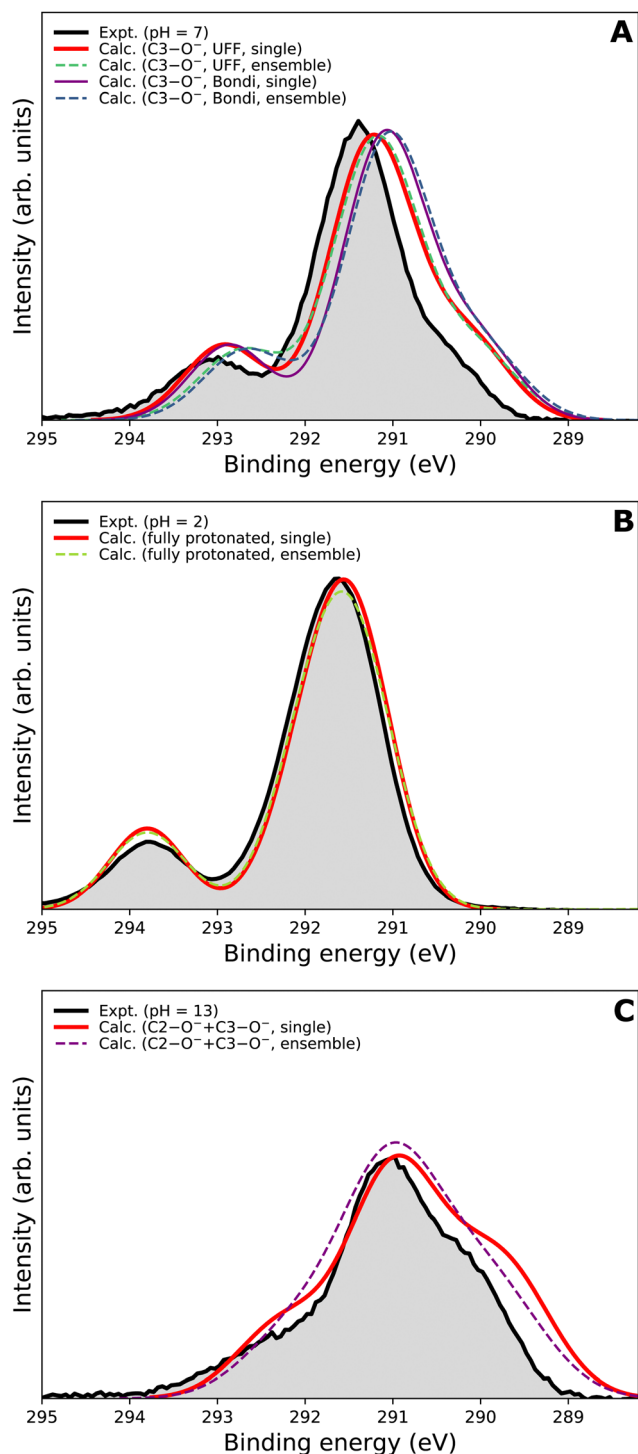 A
Expt. (pH = 7)
Calc. (C3−O⁻, UFF, single)
Calc. (C3−O⁻, UFF, ensemble)
Calc. (C3−O⁻, Bondi, single)
Calc. (C3−O⁻, Bondi, ensemble)
Intensity (arb. units)
295 294 293 292 291 290 289
Binding energy (eV)
B
Expt. (pH = 2)
Calc. (fully protonated, single)
Calc. (fully protonated, ensemble)
Intensity (arb. units)
295 294 293 292 291 290 289
Binding energy (eV)
C
Expt. (pH = 13)
Calc. (C2−O⁻+C3−O⁻, single)
Calc. (C2−O⁻+C3−O⁻, ensemble)
Intensity (arb. units)
295 294 293 292 291 290 289
Binding energy (eV)